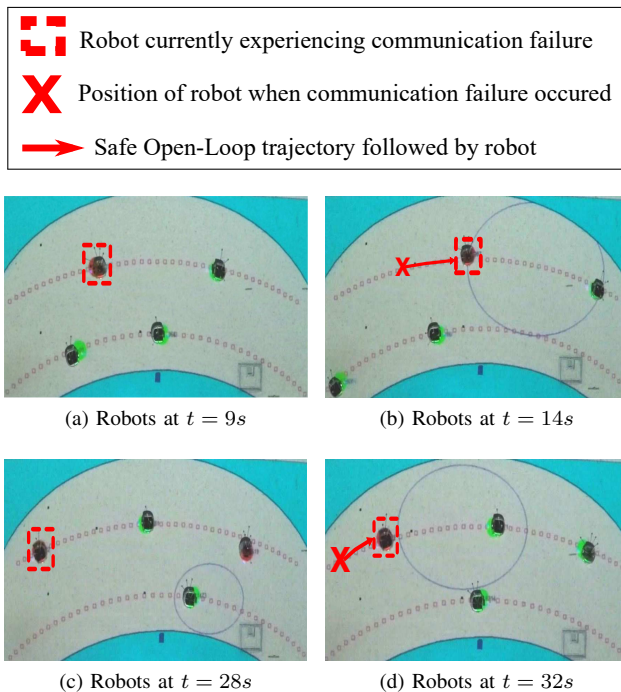 Robot currently experiencing communication failure
Position of robot when communication failure occured
Safe Open-Loop trajectory followed by robot
(a) Robots at t = 9s
(b) Robots at t = 14s
(c) Robots at t = 28s
(d) Robots at t = 32s